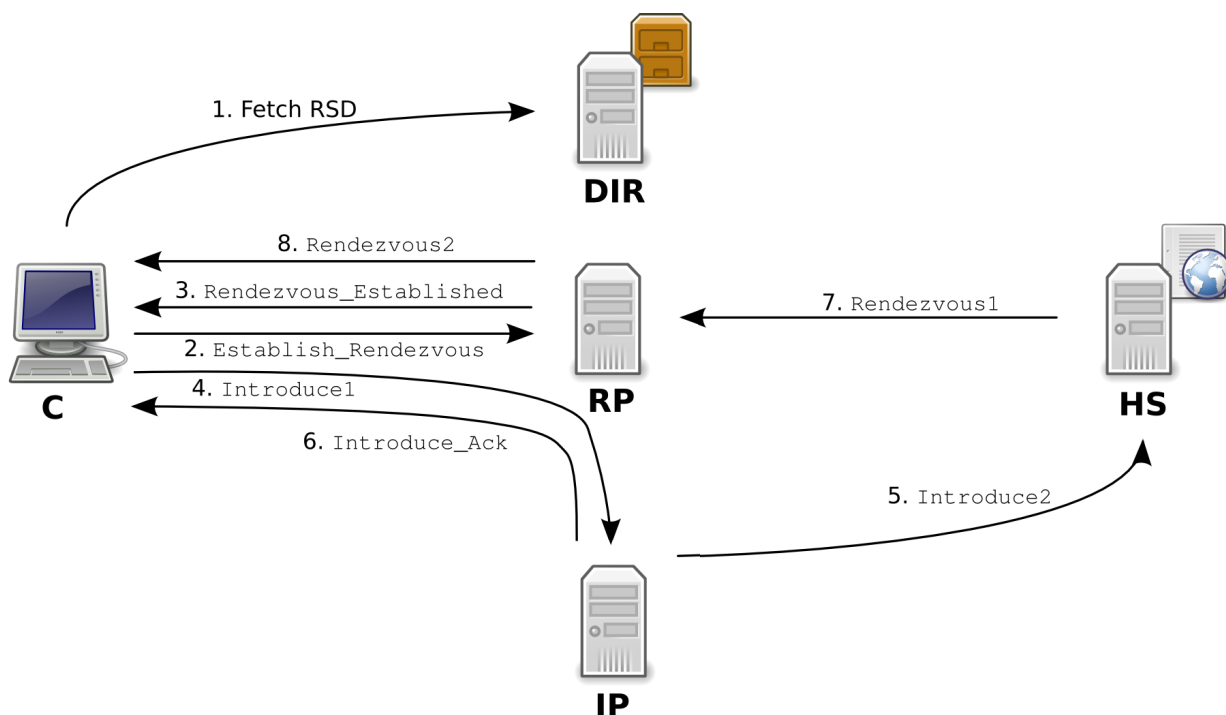 1. Fetch RSD
DIR
8. Rendezvous2
3. Rendezvous_Established
7. Rendezvous1
2. Establish_Rendezvous
4. Introduce1
C
RP
HS
6. Introduce_Ack
5. Introduce2
IP